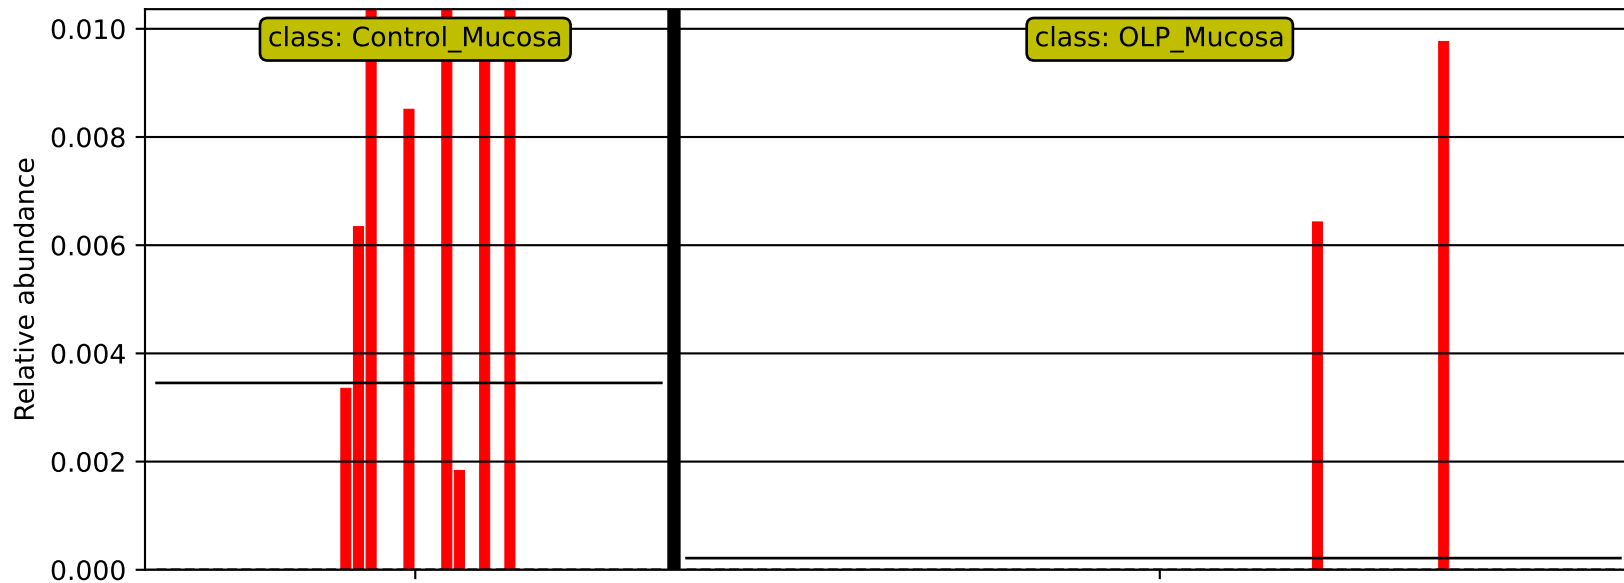 class: Control_Mucosa
class: OLP_Mucosa
Relative abundance
0.010
0.008
0.006
0.004
0.002
0.000